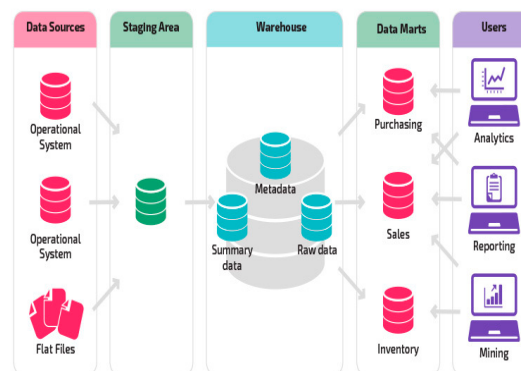 Data Sources
Staging Area
Warehouse
Data Marts
Users
Operational
System
Operational
System
Flat Files
Metadata
Summary
data
Raw data
Purchasing
Sales
Inventory
Analytics
Reporting
Mining